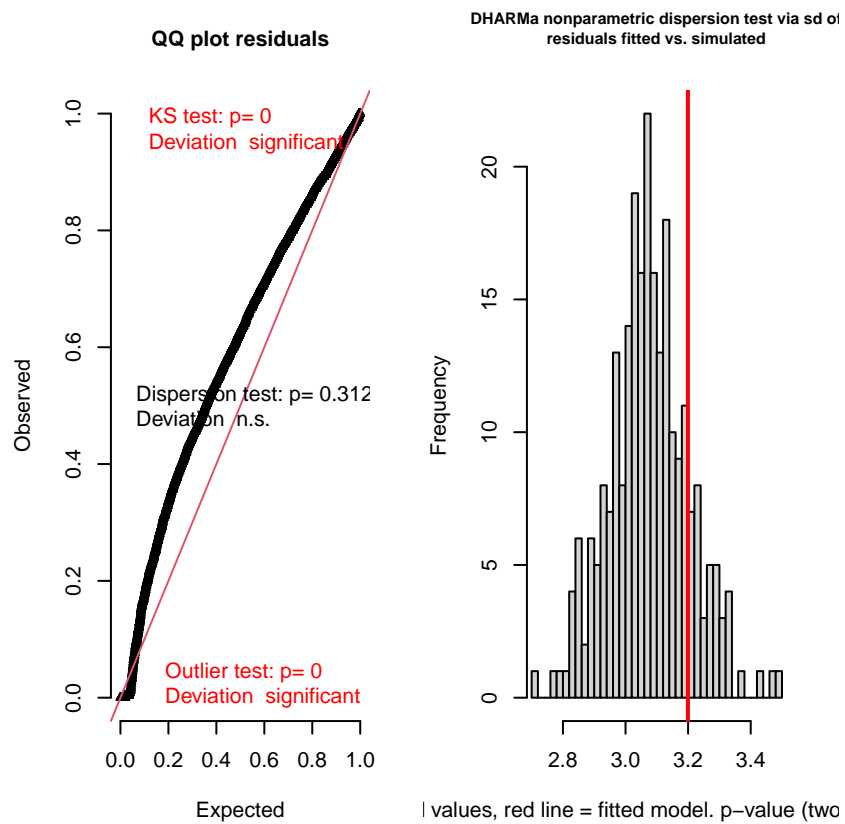 QQ plot residuals
KS test: p= 0
Deviation  significant
Dispersion test: p= 0.312
Deviation  n.s.
Outlier test: p= 0
Deviation  significant
Observed
0.0
0.2
0.4
0.6
0.8
1.0
0.0 0.2 0.4 0.6 0.8 1.0
Expected
DHARMa nonparametric dispersion test via sd of
residuals fitted vs. simulated
Frequency
0
5
10
15
20
2.8 3.0 3.2 3.4
values, red line = fitted model. p−value (two